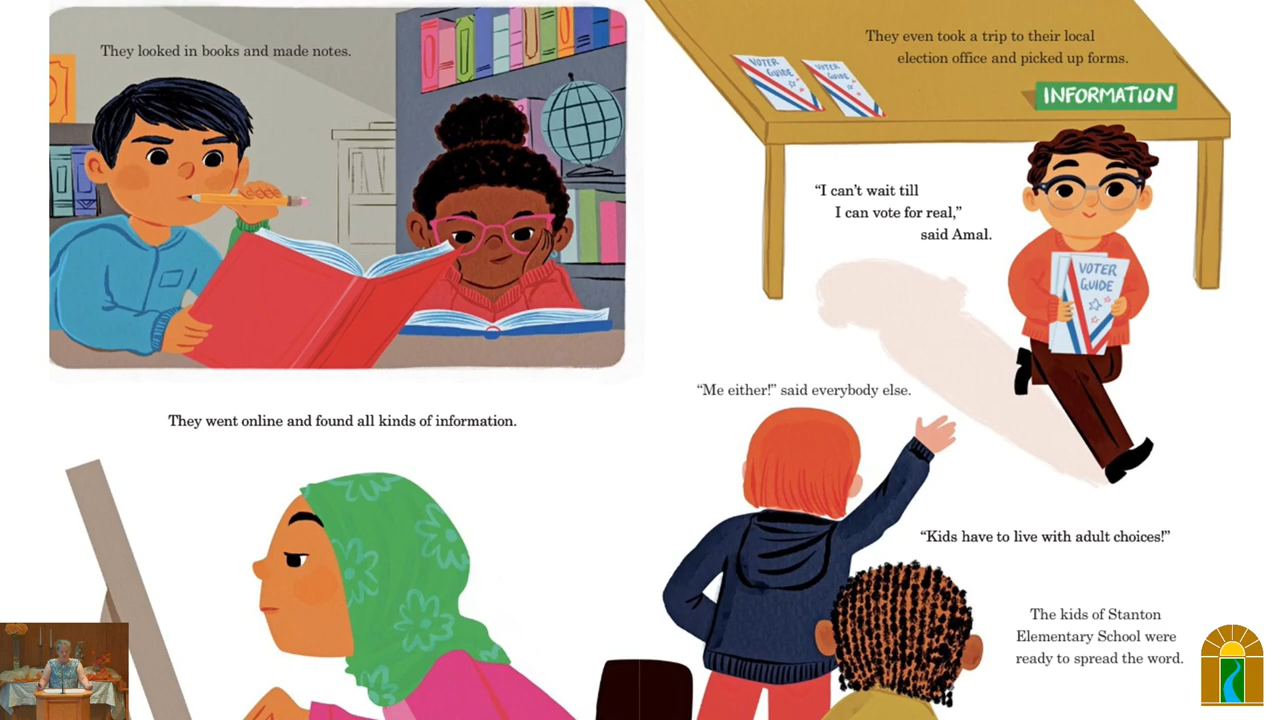 They looked in books and made notes.
They went online and found all kinds of information.
They even took a trip to their local
election office and picked up forms.
VOTER
GUIDE
VOTER
GUIDE
INFORMATION
“I can’t wait till
I can vote for real,”
said Amal.
VOTER
GUIDE
“Me either!” said everybody else.
“Kids have to live with adult choices!”
The kids of Stanton
Elementary School were
ready to spread the word.